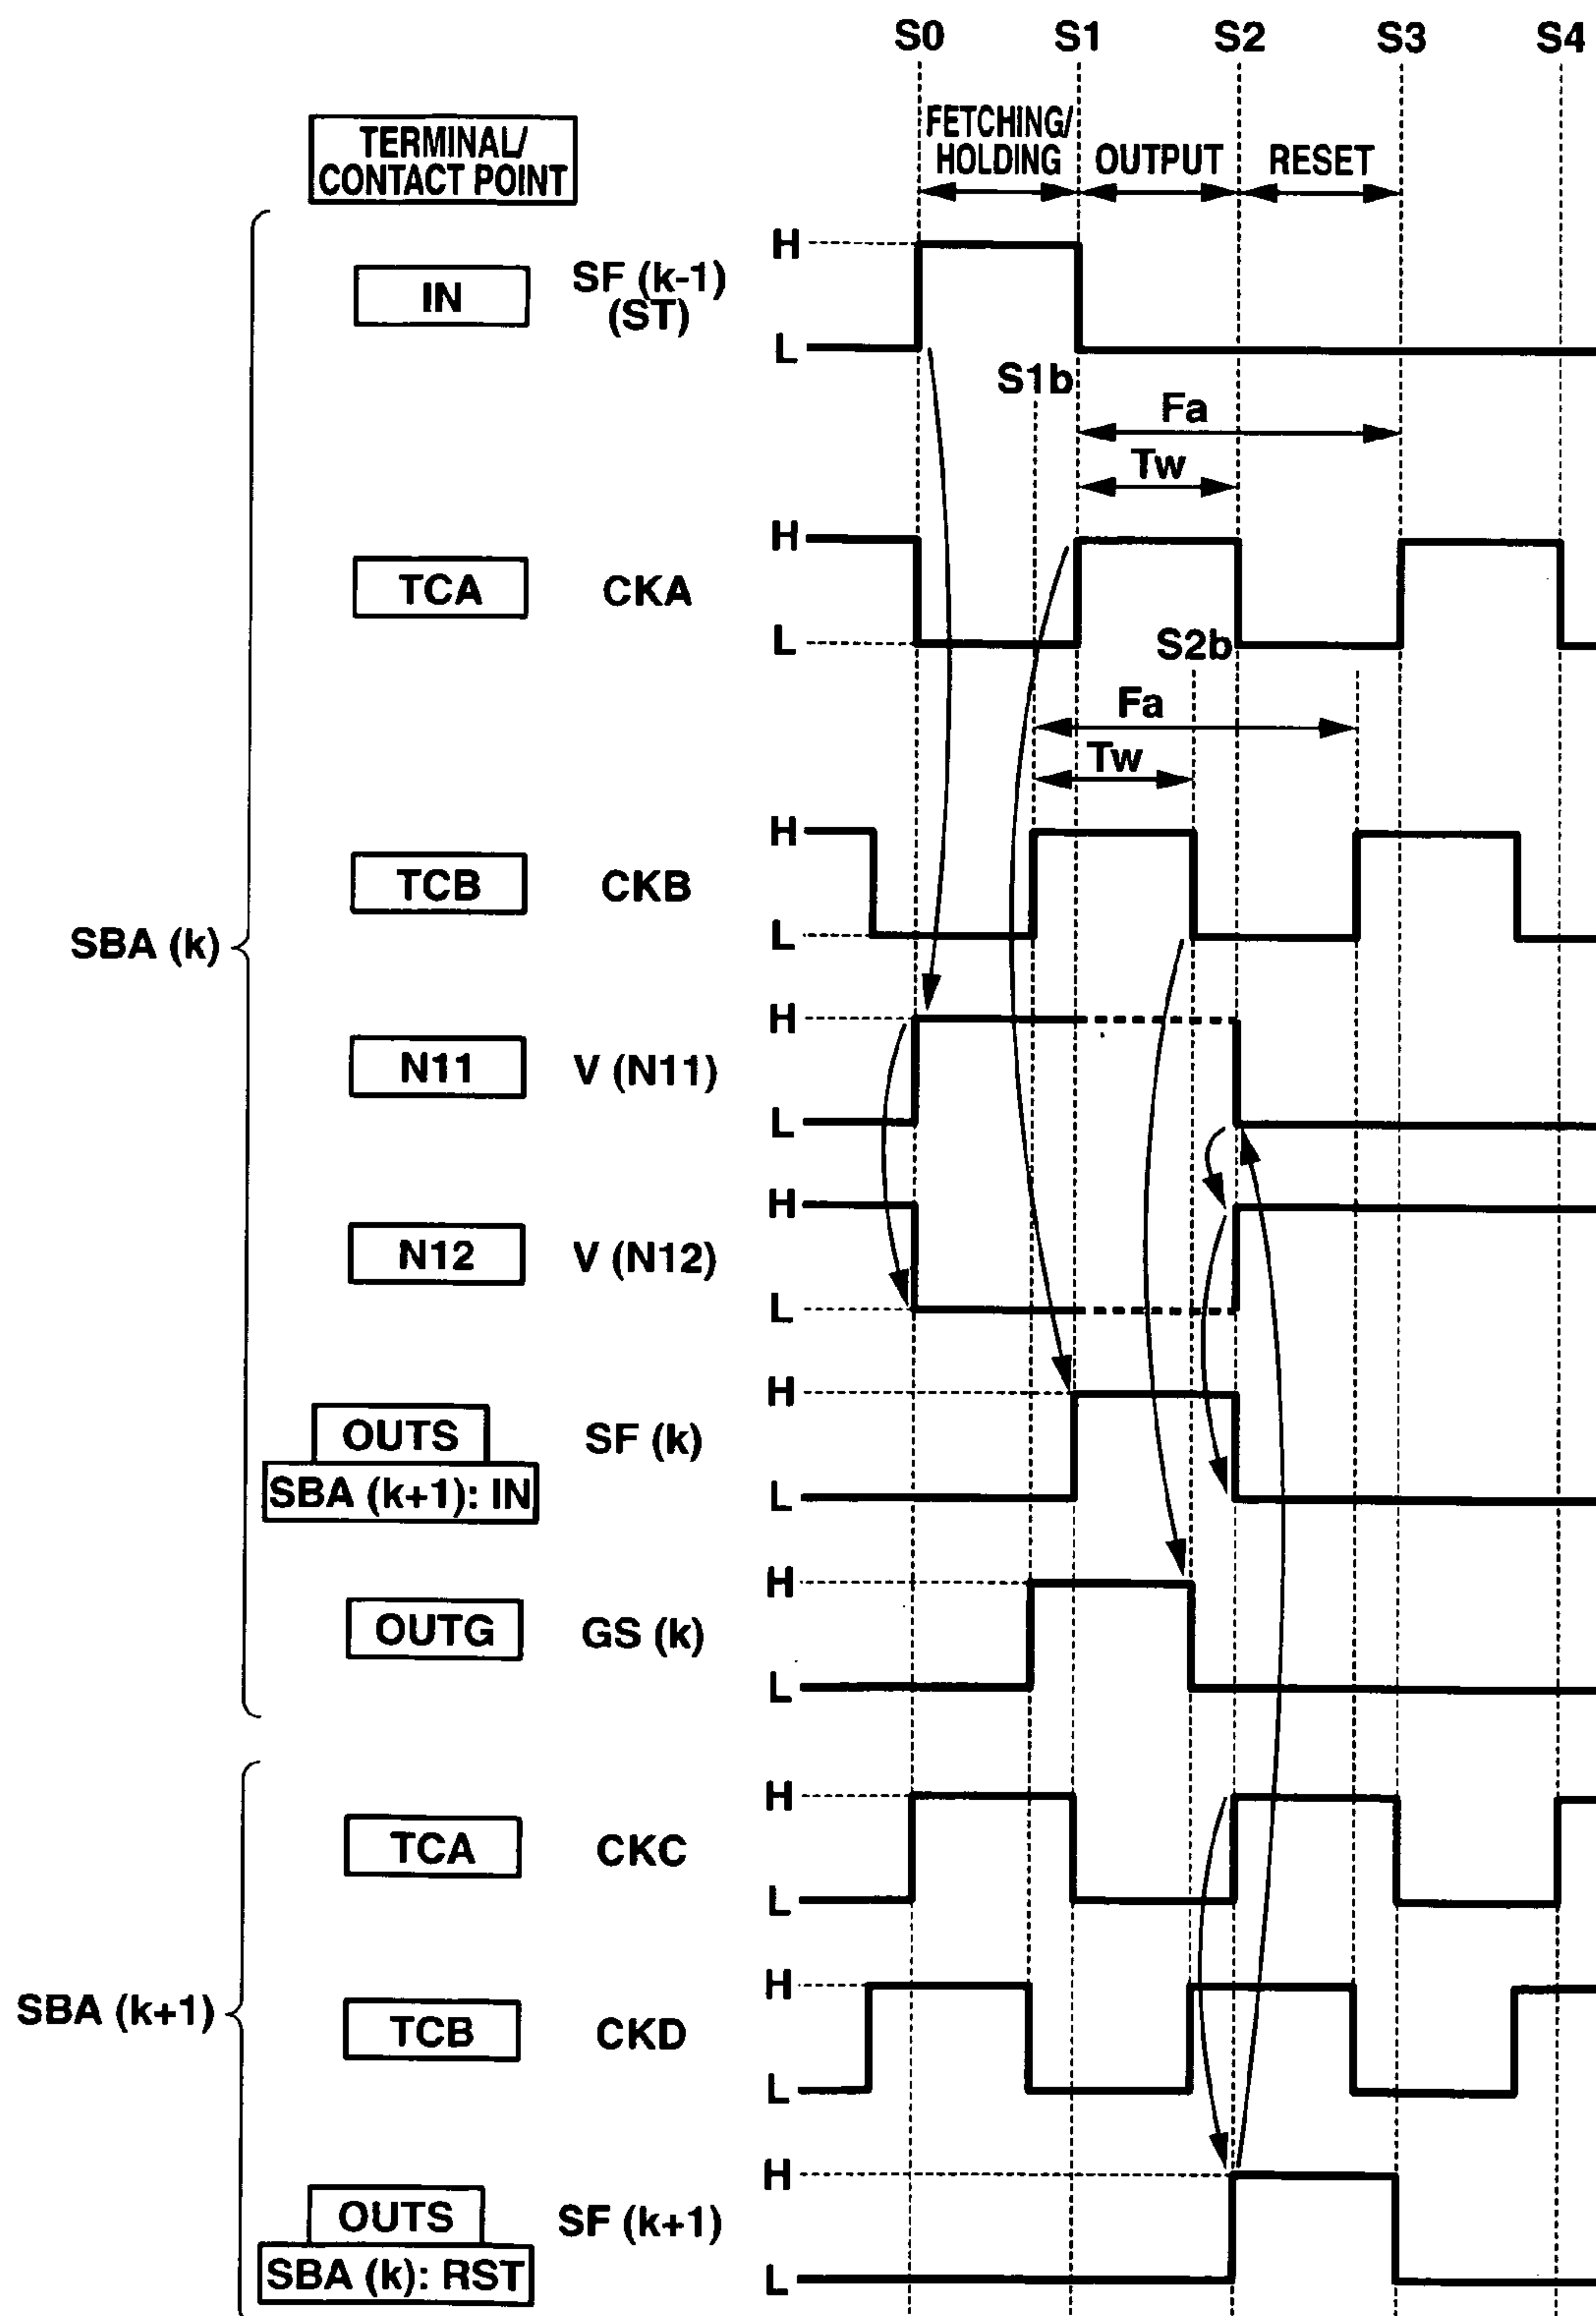 S0 S1 S2 S3 S4
TERMINAL/
CONTACT POINT
FETCHING/
HOLDING
OUTPUT
RESET
SBA (k)
IN
SF (k-1)
(ST)
H
L
S1b
Fa
Tw
TCA
CKA
H
L
S2b
Fa
Tw
TCB
CKB
H
L
N11
V (N11)
H
L
N12
V (N12)
H
L
OUTS
SBA (k+1): IN
SF (k)
H
L
OUTG
GS (k)
H
L
SBA (k+1)
TCA
CKC
H
L
TCB
CKD
H
L
OUTS
SBA (k): RST
SF (k+1)
H
L